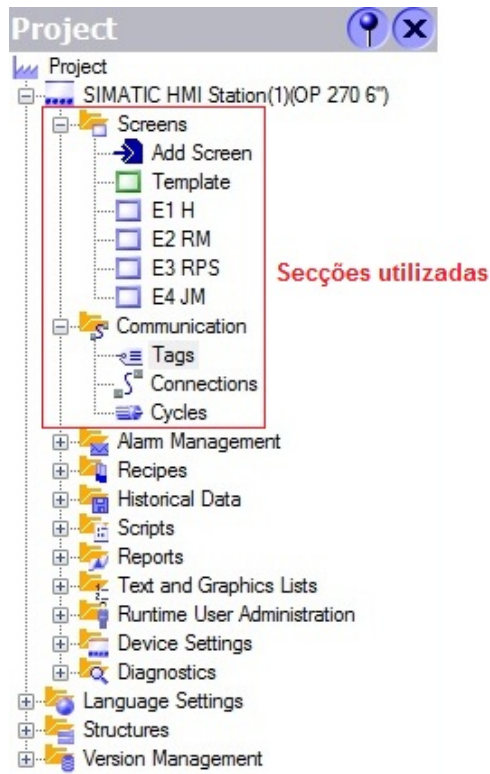 Project
Project
SIMATIC HMI Station(1)(OP 270 6")
Screens
Add Screen
Template
E1 H
E2 RM
E3 RPS
E4 JM
Secções utilizadas
Communication
Tags
Connections
Cycles
Alarm Management
Recipes
Historical Data
Scripts
Reports
Text and Graphics Lists
Runtime User Administration
Device Settings
Diagnostics
Language Settings
Structures
Version Management